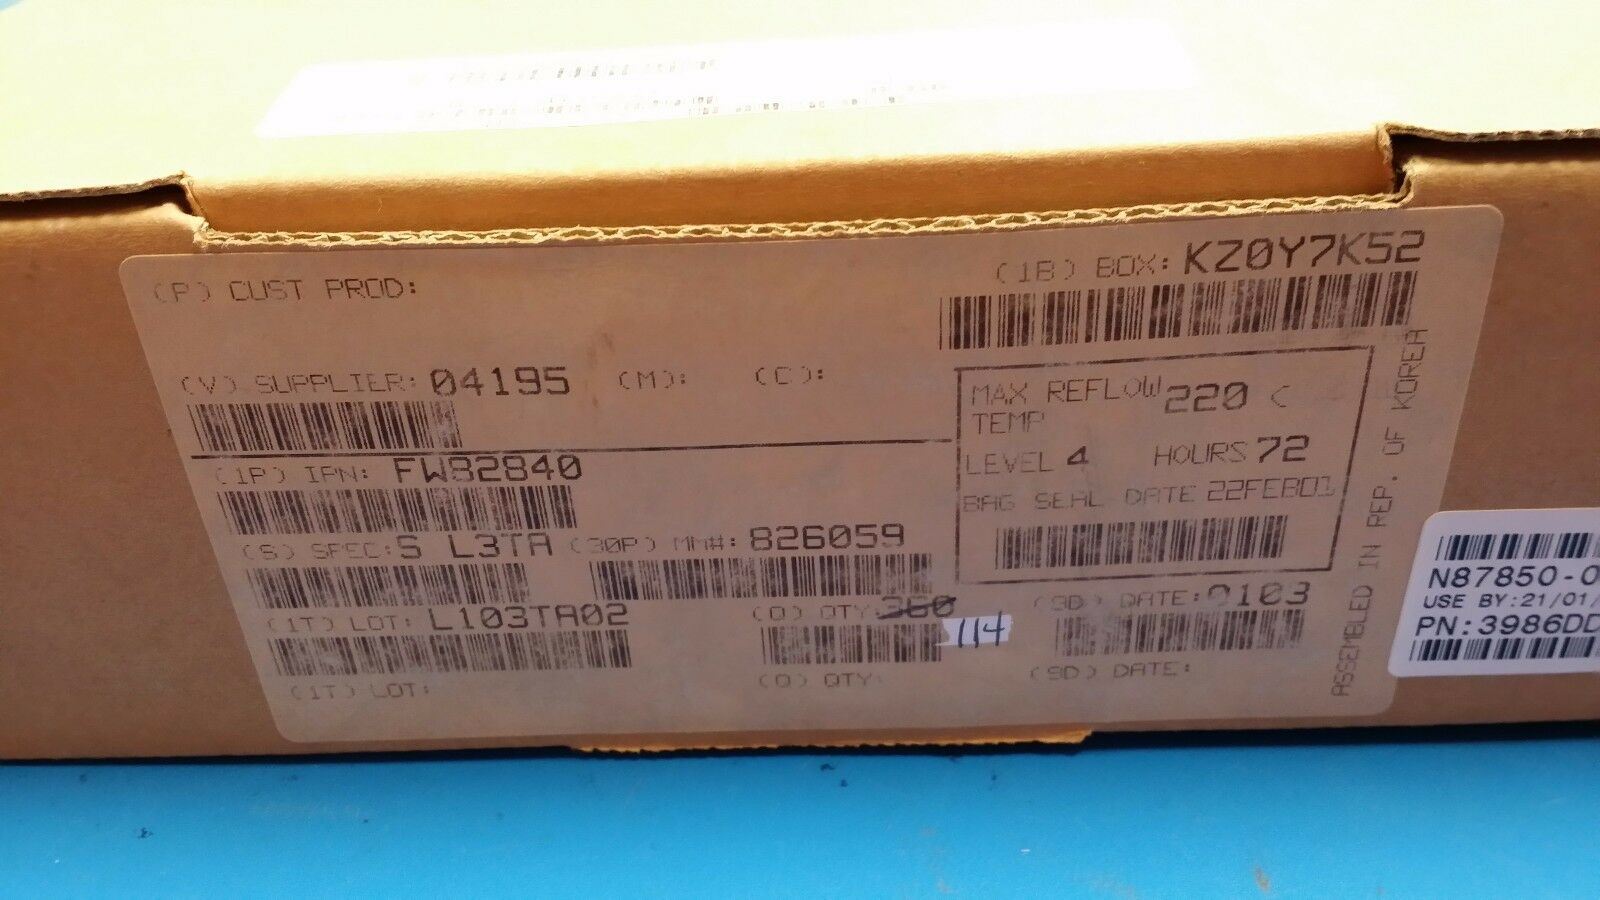 (P) CUST PROD:
(1B) BOX: KZ0Y7K52
(V) SUPPLIER: 04195 (M): (C):
MAX REFLOW TEMP 220 C
LEVEL 4 HOURS 72
BAG SEAL DATE 22FEB01
(1P) IPN: FW82840
(S) SPEC: S L3TA (30P) MM#: 826059
(1T) LOT: L103TA02 (Q) QTY: 360 114 (9D) DATE: 0103
(1T) LOT: (Q) QTY: (9D) DATE:
ASSEMBLED IN REP. OF KOREA
N87850-0
USE BY:21/01/
PN:3986DD